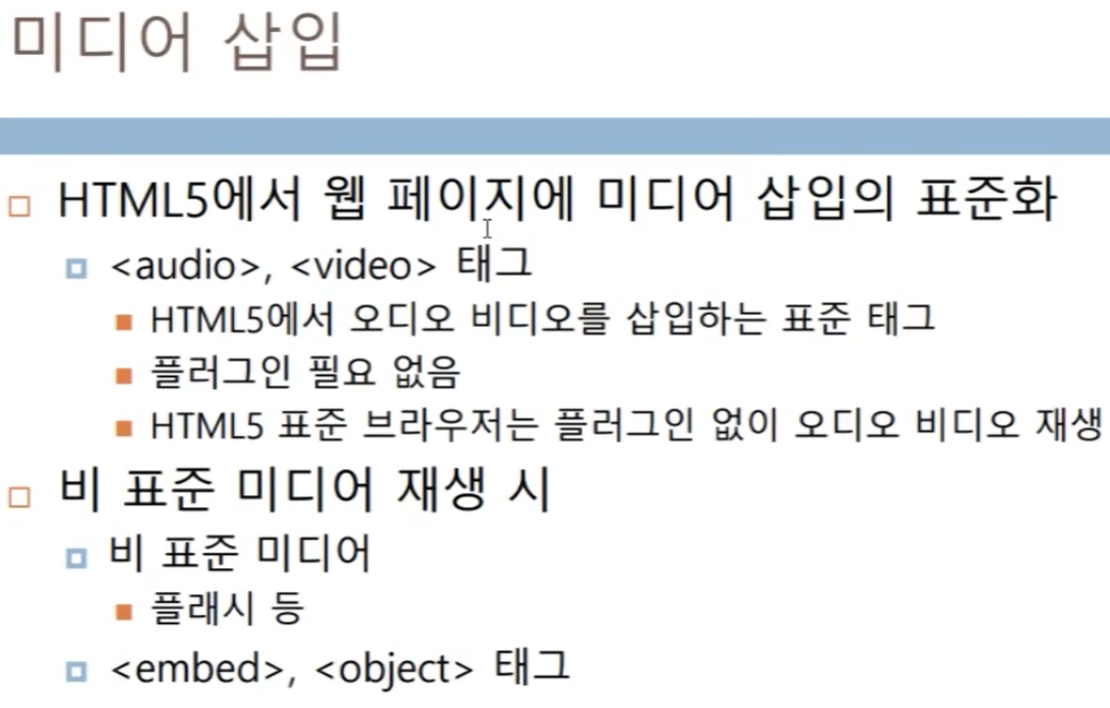 미디어 삽입
HTML5에서 웹 페이지에 미디어 삽입의 표준화
<audio>, <video> 태그
HTML5에서 오디오 비디오를 삽입하는 표준 태그
플러그인 필요 없음
HTML5 표준 브라우저는 플러그인 없이 오디오 비디오 재생
비 표준 미디어 재생 시
비 표준 미디어
플래시 등
<embed>, <object> 태그